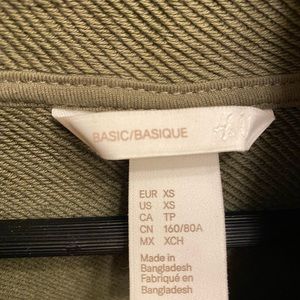 BASIC/BASIQUE
H&M
EUR XS
US XS
CA TP
CN 160/80A
MX XCH
Made in
Bangladesh
Fabriqué en
Bangladesh